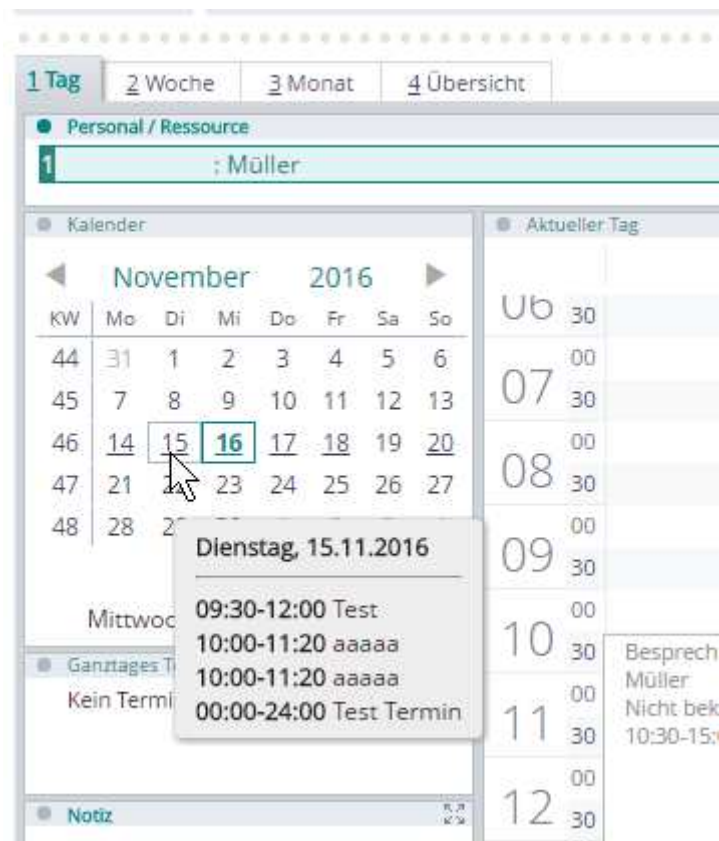 1 Tag 2 Woche 3 Monat 4 Übersicht
Personal / Ressource
1 : Müller
Kalender
November 2016
KW Mo Di Mi Do Fr Sa So
44 31 1 2 3 4 5 6
45 7 8 9 10 11 12 13
46 14 15 16 17 18 19 20
47 21 22 23 24 25 26 27
48 28
Dienstag, 15.11.2016
09:30-12:00 Test
10:00-11:20 aaaaa
10:00-11:20 aaaaa
00:00-24:00 Test Termin
Mittwoc
Ganztages T
Kein Termi
Notiz
Aktueller Tag
06 30
07 00
30
08 00
30
09 00
30
10 00
30
11 00
30
12 00
30
Besprech
Müller
Nicht bek
10:30-15: